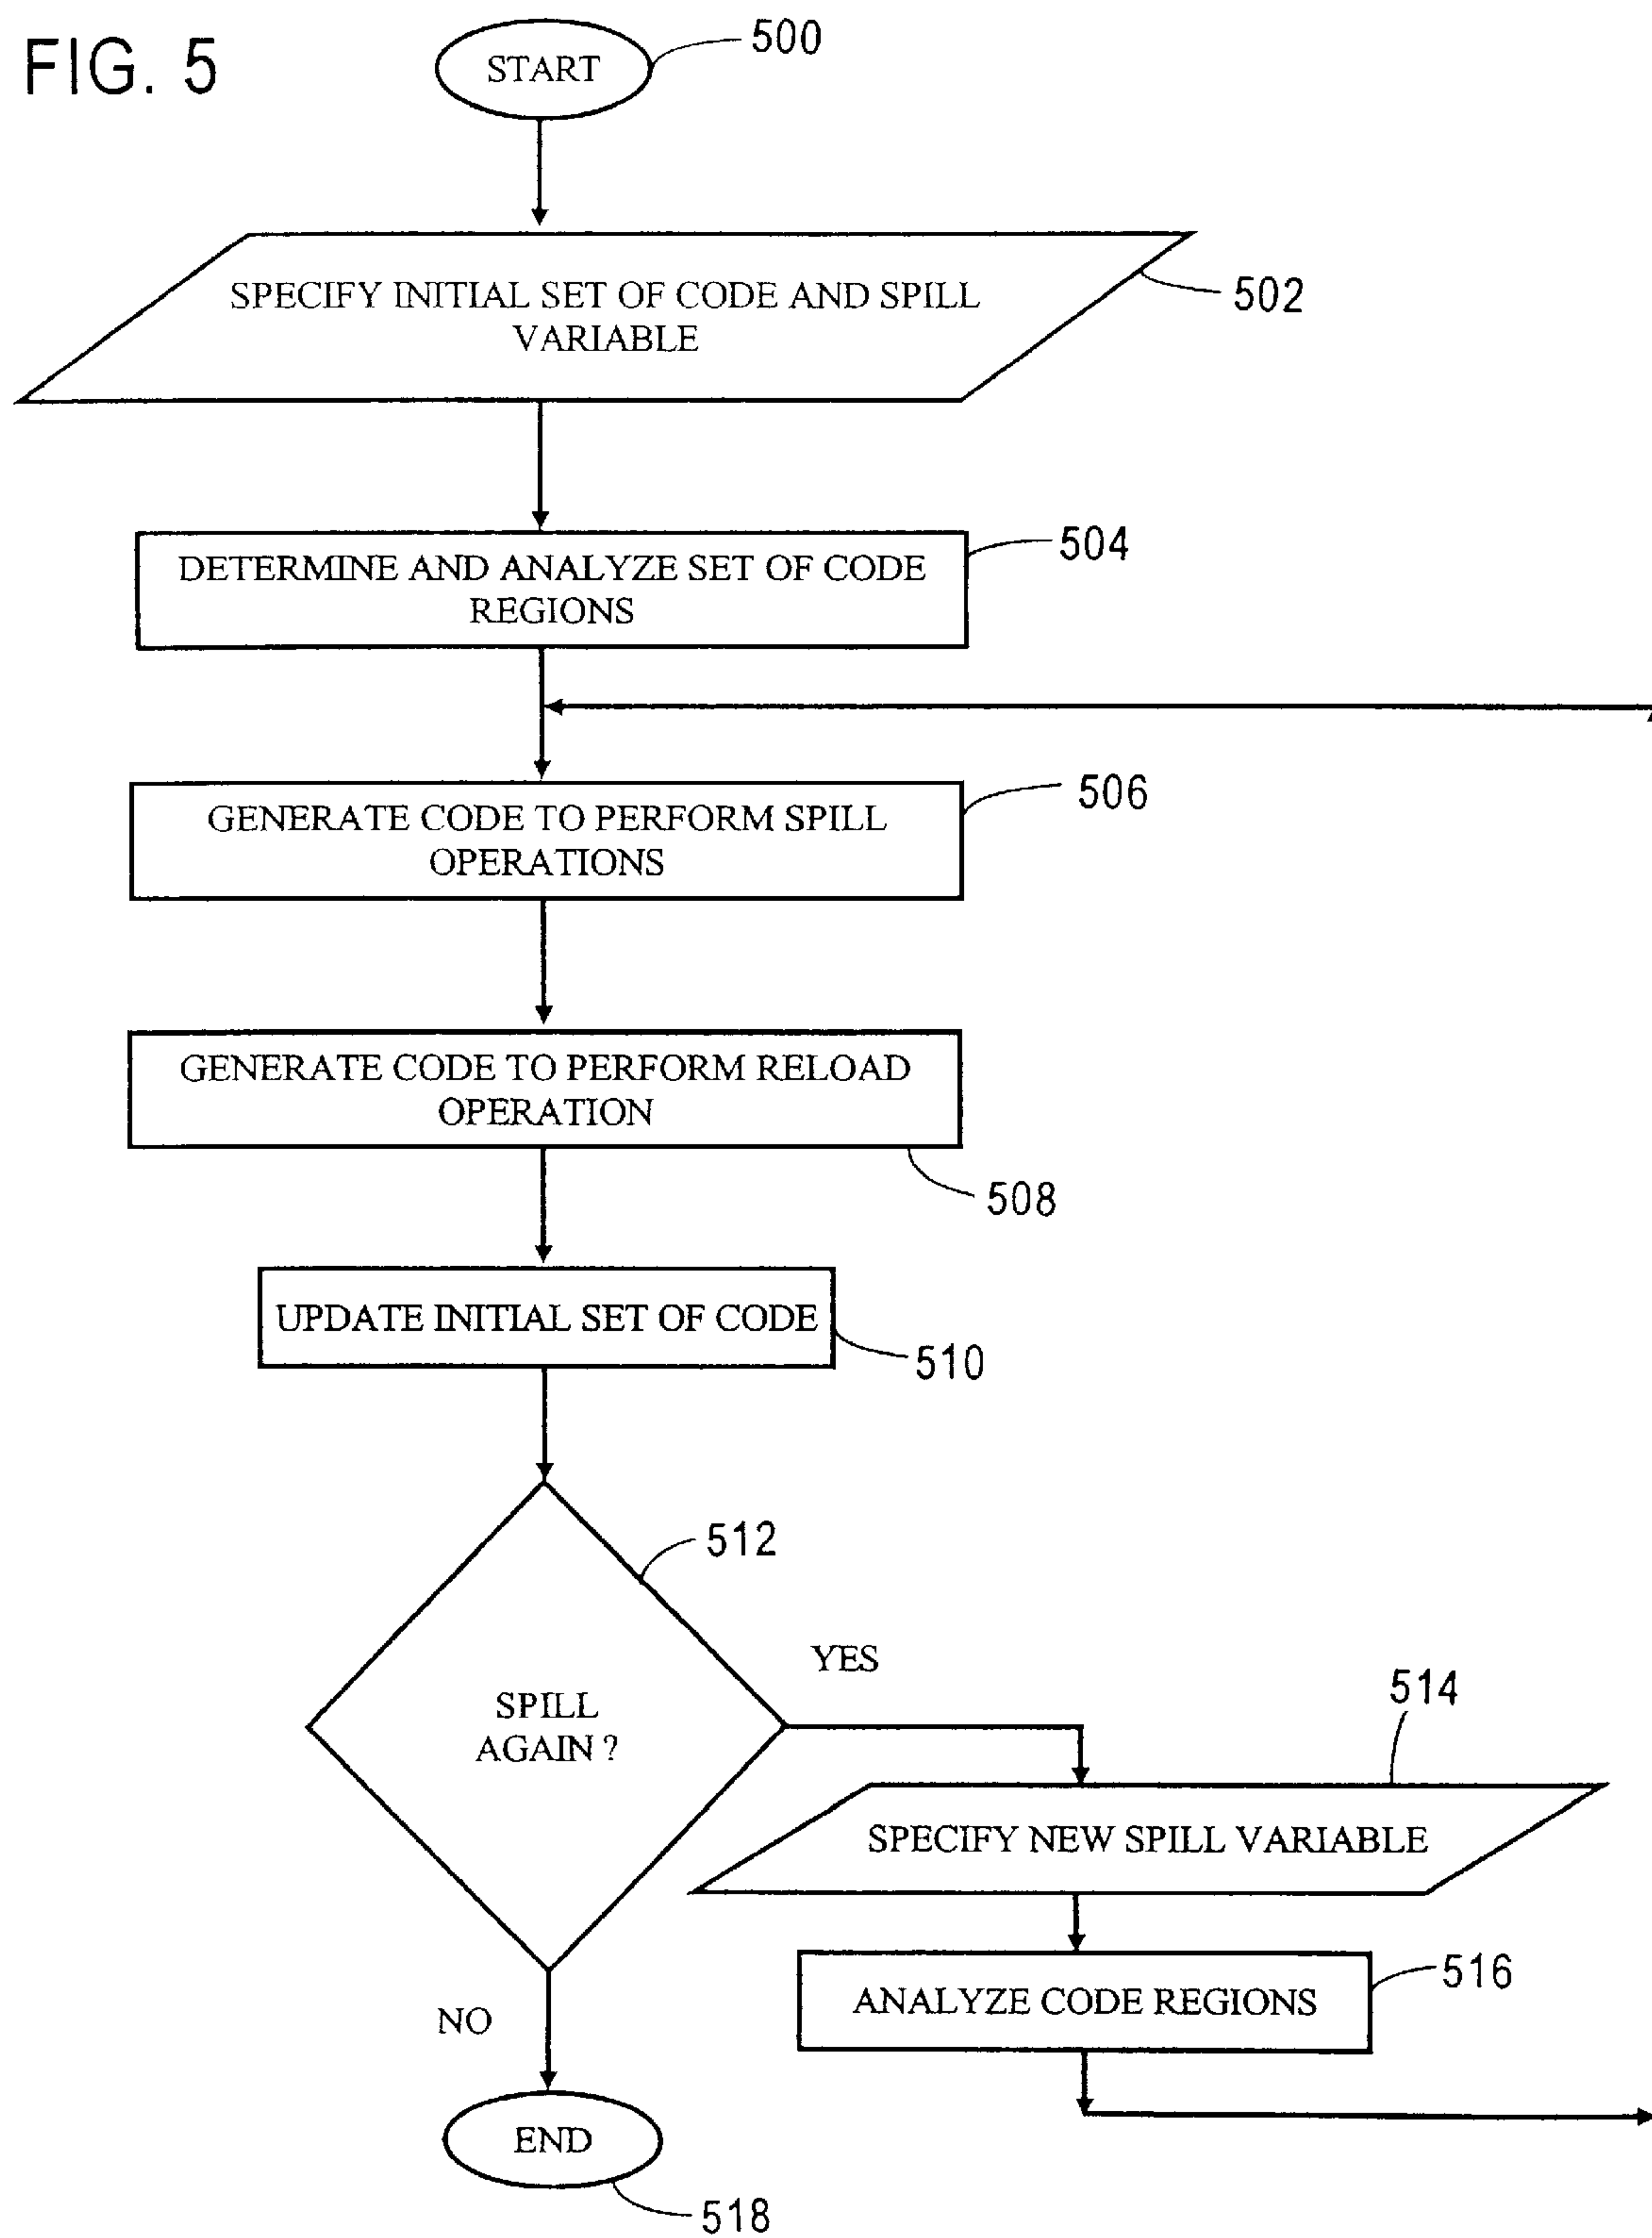 FIG. 5
START
500
SPECIFY INITIAL SET OF CODE AND SPILL
VARIABLE
502
DETERMINE AND ANALYZE SET OF CODE
REGIONS
504
GENERATE CODE TO PERFORM SPILL
OPERATIONS
506
GENERATE CODE TO PERFORM RELOAD
OPERATION
508
UPDATE INITIAL SET OF CODE
510
512
SPILL
AGAIN ?
YES
514
SPECIFY NEW SPILL VARIABLE
ANALYZE CODE REGIONS
516
NO
END
518